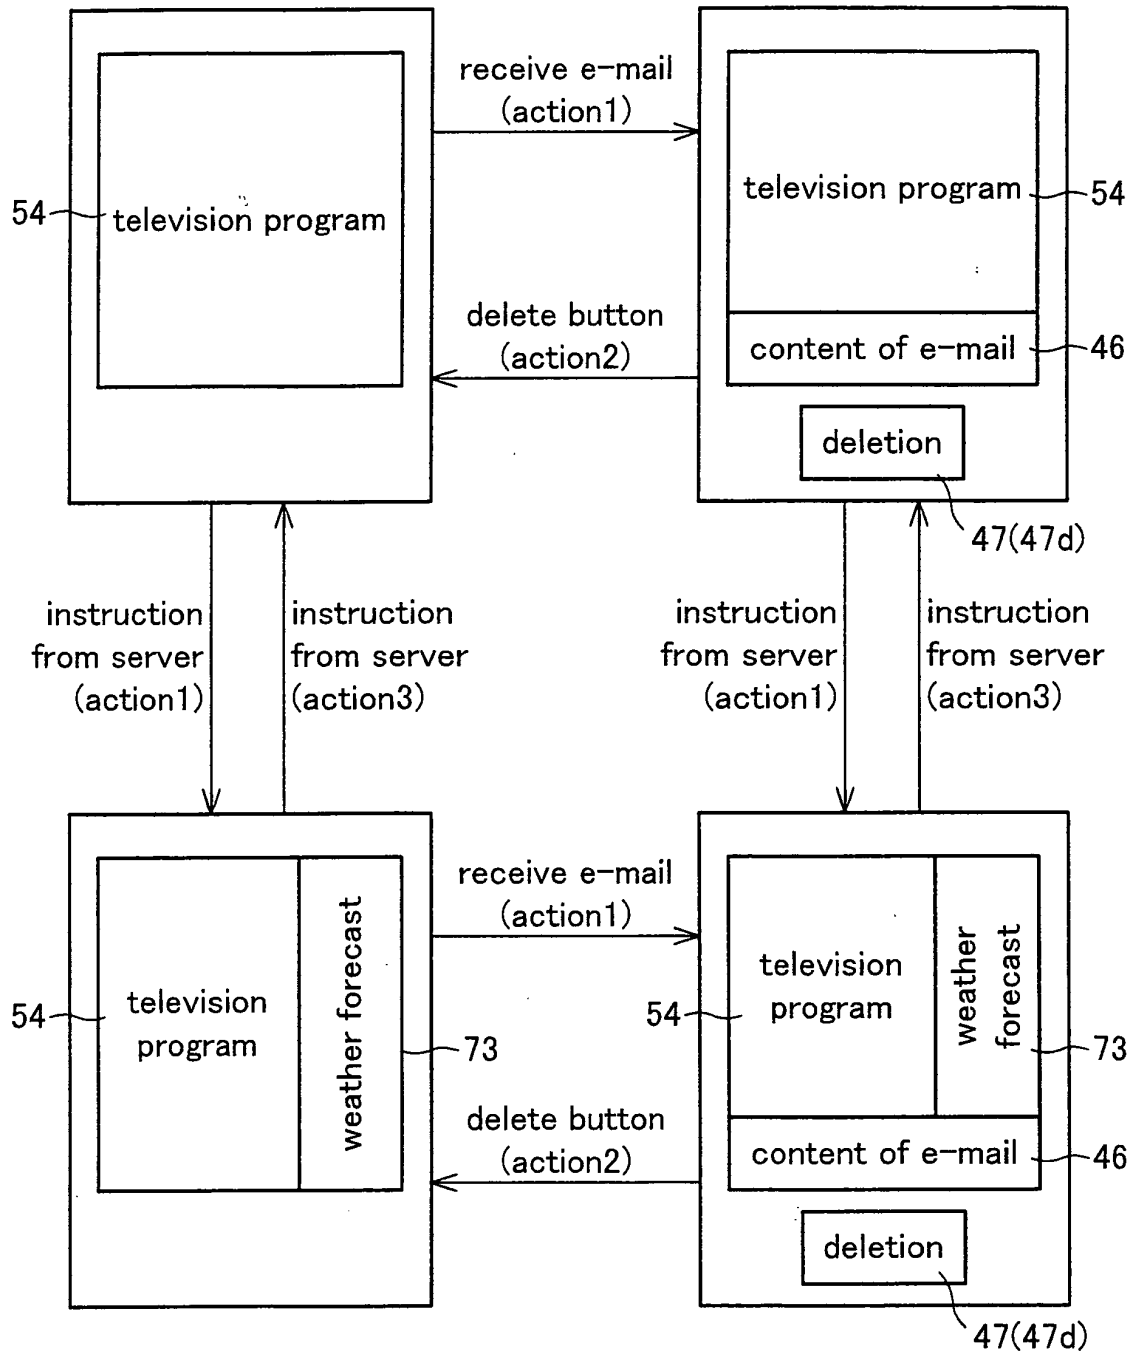 receive e-mail
(action1)
54
television program
television program
54
delete button
(action2)
content of e-mail
46
deletion
47(47d)
instruction
from server
(action1)
instruction
from server
(action3)
instruction
from server
(action1)
instruction
from server
(action3)
receive e-mail
(action1)
54
television
program
weather forecast
73
54
television
program
weather
forecast
73
delete button
(action2)
content of e-mail
46
deletion
47(47d)